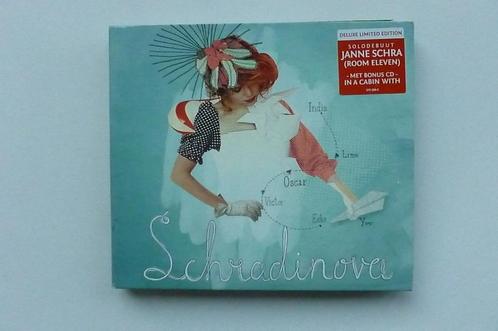 DELUXE LIMITED EDITION
SOLODEBUUT
JANNE SCHRA
(ROOM ELEVEN)
- MET BONUS CD -
IN A CABIN WITH
India
Lima
Oscar
Victor
Echo
Schradinova